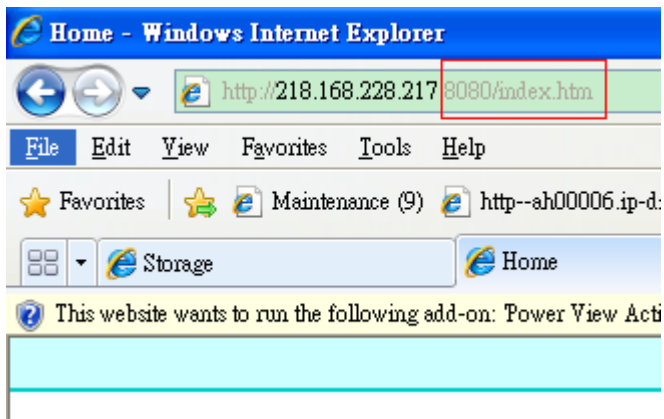 Home - Windows Internet Explorer
http://218.168.228.217:8080/index.htm
File Edit View Favorites Tools Help
Favorites Maintenance (9) http--ah00006.ip-d
Storage Home
This website wants to run the following add-on: 'Power View Acti